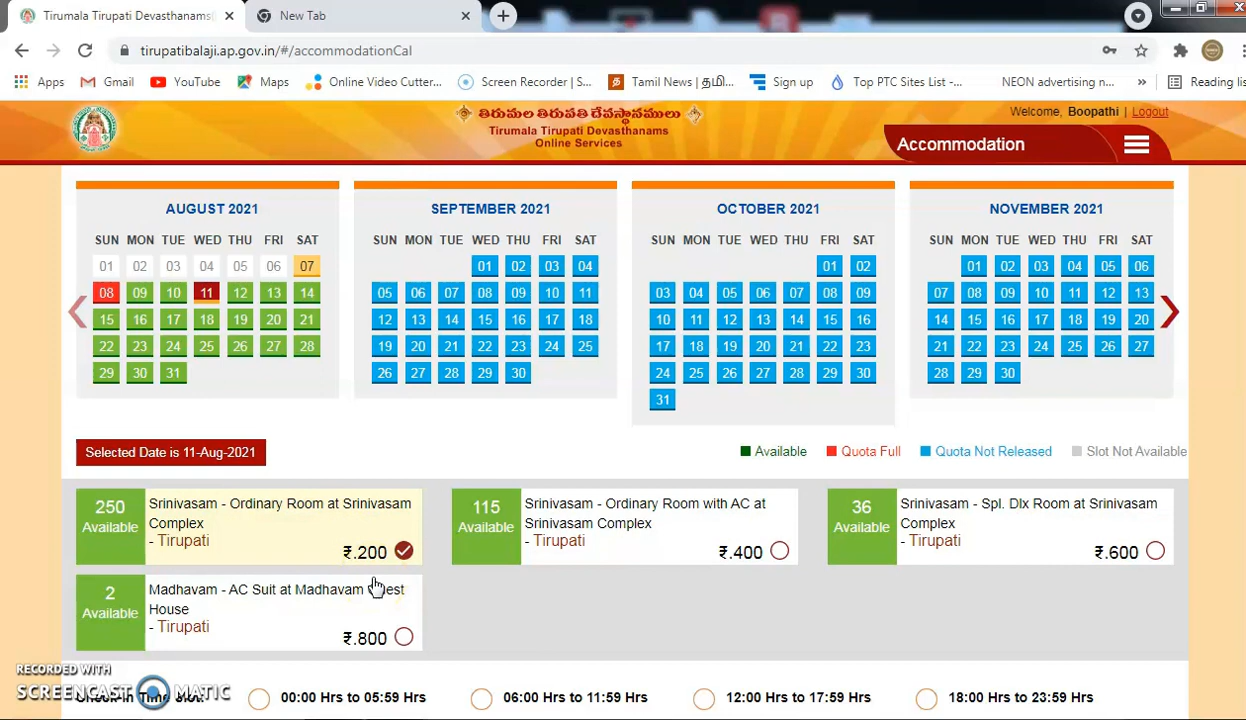 Tirumala Tirupati Devasthanams
New Tab
tirupatibalaji.ap.gov.in/#/accommodationCal
Apps Gmail YouTube Maps Online Video Cutter... Screen Recorder | S... Tamil News | தமி... Sign up Top PTC Sites List -... NEON advertising n... » Reading
తిరుమల తిరుపతి దేవస్థానములు
Tirumala Tirupati Devasthanams
Online Services
Welcome, Boopathi | Logout
Accommodation
AUGUST 2021
SUN MON TUE WED THU FRI SAT
01 02 03 04 05 06 07
08 09 10 11 12 13 14
15 16 17 18 19 20 21
22 23 24 25 26 27 28
29 30 31
SEPTEMBER 2021
SUN MON TUE WED THU FRI SAT
01 02 03 04
05 06 07 08 09 10 11
12 13 14 15 16 17 18
19 20 21 22 23 24 25
26 27 28 29 30
OCTOBER 2021
SUN MON TUE WED THU FRI SAT
01 02
03 04 05 06 07 08 09
10 11 12 13 14 15 16
17 18 19 20 21 22 23
24 25 26 27 28 29 30
31
NOVEMBER 2021
SUN MON TUE WED THU FRI SAT
01 02 03 04 05 06
07 08 09 10 11 12 13
14 15 16 17 18 19 20
21 22 23 24 25 26 27
28 29 30
Selected Date is 11-Aug-2021
Available Quota Full Quota Not Released Slot Not Available
250 Available
Srinivasam - Ordinary Room at Srinivasam
Complex
- Tirupati
₹.200
115 Available
Srinivasam - Ordinary Room with AC at
Srinivasam Complex
- Tirupati
₹.400
36 Available
Srinivasam - Spl. Dlx Room at Srinivasam
Complex
- Tirupati
₹.600
2 Available
Madhavam - AC Suit at Madhavam
House
- Tirupati
₹.800
RECORDED WITH
SCREENCAST MATIC
00:00 Hrs to 05:59 Hrs 06:00 Hrs to 11:59 Hrs 12:00 Hrs to 17:59 Hrs 18:00 Hrs to 23:59 Hrs